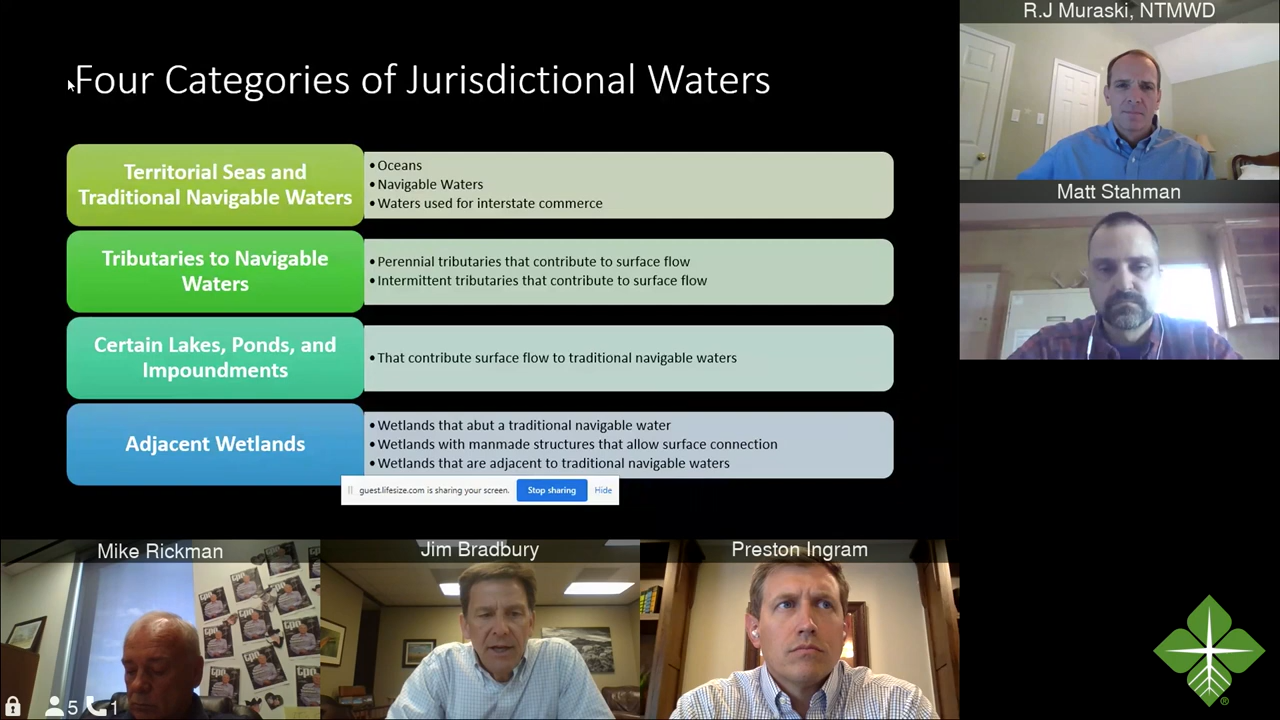 R.J Muraski, NTMWD
Four Categories of Jurisdictional Waters
Territorial Seas and
Traditional Navigable Waters
• Oceans
• Navigable Waters
• Waters used for interstate commerce
Matt Stahman
Tributaries to Navigable
Waters
• Perennial tributaries that contribute to surface flow
• Intermittent tributaries that contribute to surface flow
Certain Lakes, Ponds, and
Impoundments
• That contribute surface flow to traditional navigable waters
Adjacent Wetlands
• Wetlands that abut a traditional navigable water
• Wetlands with manmade structures that allow surface connection
• Wetlands that are adjacent to traditional navigable waters
guest.lifesize.com is sharing your screen.
Stop sharing
Hide
Mike Rickman
Jim Bradbury
Preston Ingram
5
1
®